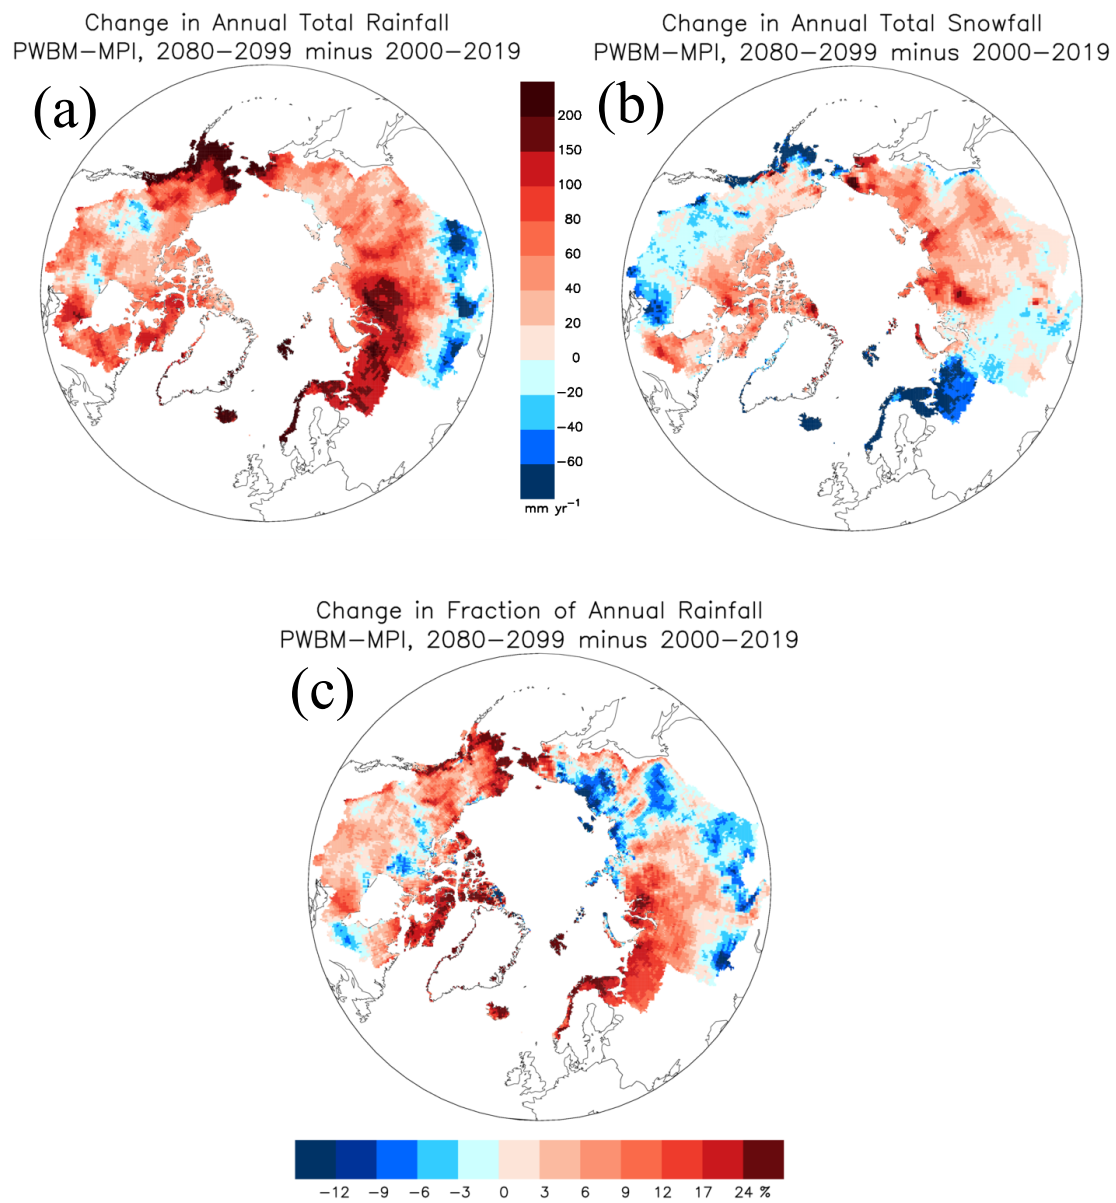 Change in Annual Total Rainfall
PWBM−MPI, 2080−2099 minus 2000−2019
(a)
Change in Annual Total Snowfall
PWBM−MPI, 2080−2099 minus 2000−2019
(b)
200
150
100
80
60
40
20
0
−20
−40
−60
mm yr⁻¹
Change in Fraction of Annual Rainfall
PWBM−MPI, 2080−2099 minus 2000−2019
(c)
−12 −9 −6 −3 0 3 6 9 12 17 24 %